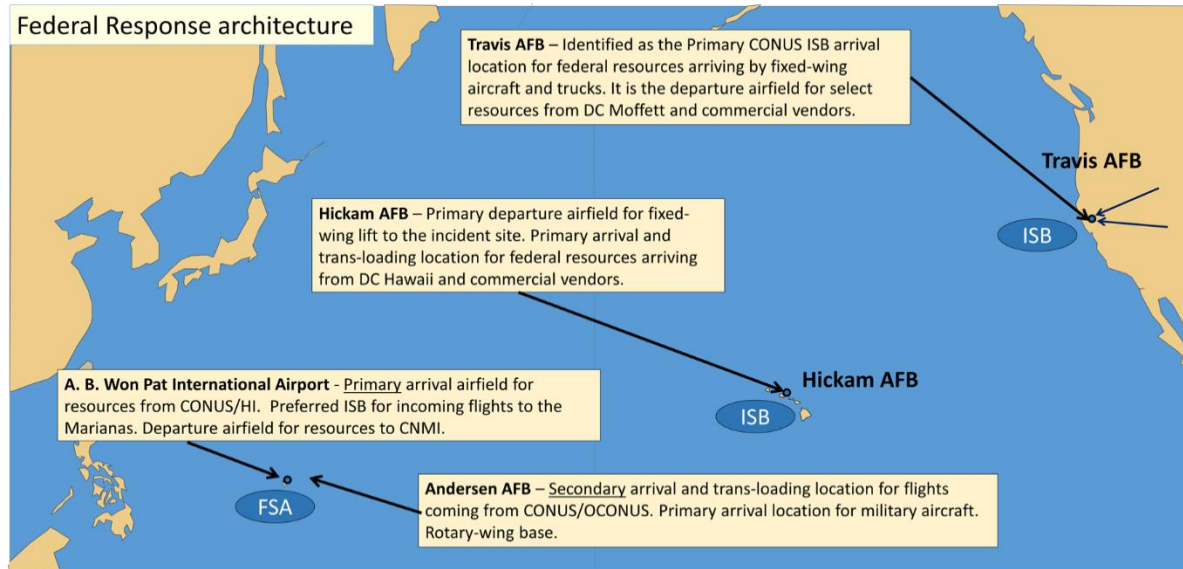 Federal Response architecture
Travis AFB – Identified as the Primary CONUS ISB arrival
location for federal resources arriving by fixed-wing
aircraft and trucks. It is the departure airfield for select
resources from DC Moffett and commercial vendors.
Travis AFB
ISB
Hickam AFB – Primary departure airfield for fixed-
wing lift to the incident site. Primary arrival and
trans-loading location for federal resources arriving
from DC Hawaii and commercial vendors.
Hickam AFB
ISB
A. B. Won Pat International Airport - Primary arrival airfield for
resources from CONUS/HI. Preferred ISB for incoming flights to the
Marianas. Departure airfield for resources to CNMI.
FSA
Andersen AFB – Secondary arrival and trans-loading location for flights
coming from CONUS/OCONUS. Primary arrival location for military aircraft.
Rotary-wing base.